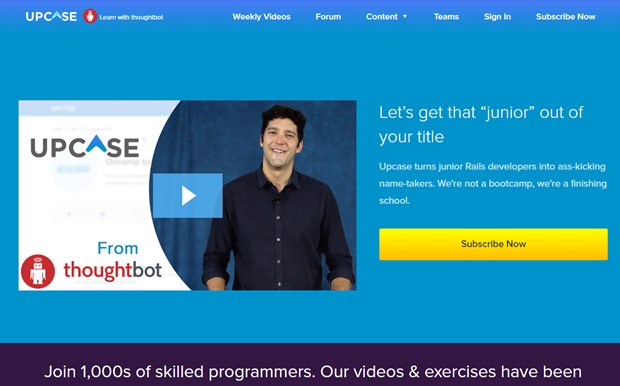 UPCASE Learn with thoughtbot Weekly Videos Forum Content Teams Sign In Subscribe Now
UPCASE
From
thoughtbot
Let's get that “junior” out of
your title
Upcase turns junior Rails developers into ass-kicking
name-takers. We're not a bootcamp, we're a finishing
school.
Subscribe Now
Join 1,000s of skilled programmers. Our videos & exercises have been